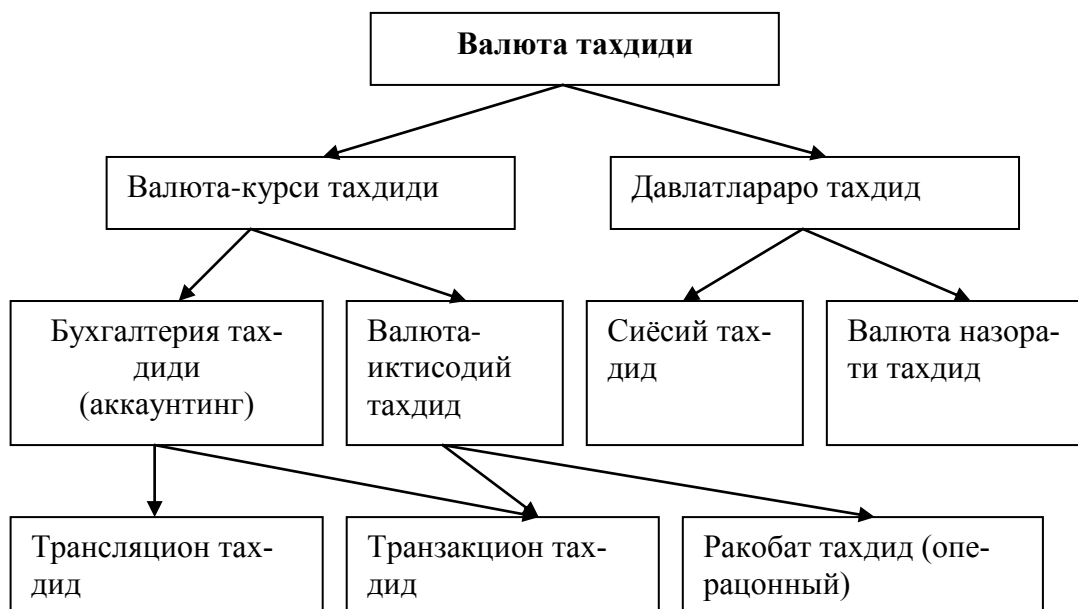 Валюта тахдиди
Валюта-курси тахдиди
Давлатлараро тахдид
Бухгалтерия тах-
диди
(аккаунтинг)
Валюта-
иктисодий
тахдид
Сиёсий тах-
дид
Валюта назора-
ти тахдид
Трансляцион тах-
дид
Транзакцион тах-
дид
Ракобат тахдид (опе-
рацонный)